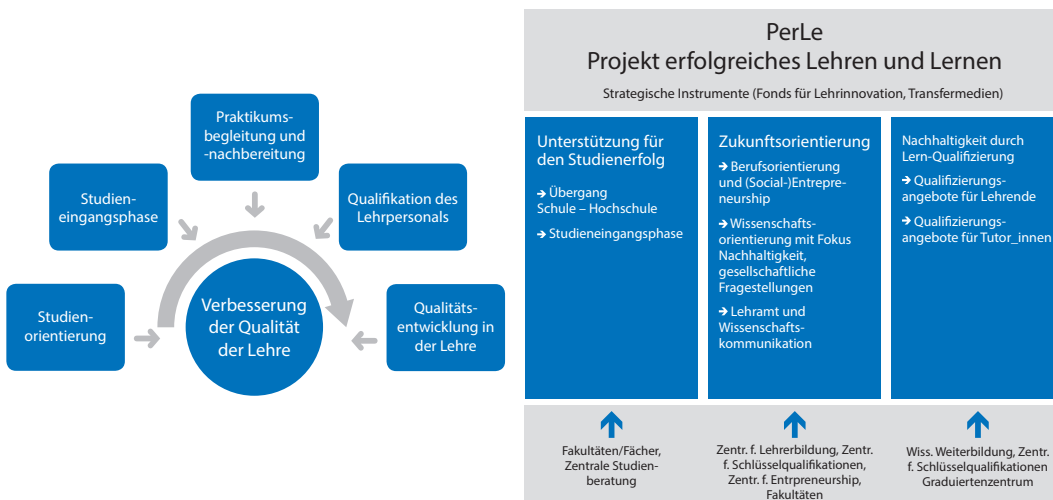 Praktikums-
begleitung und
-nachbereitung
Studien-
eingangsphase
Qualifikation des
Lehrpersonals
Studien-
orientierung
Verbesserung
der Qualität
der Lehre
Qualitäts-
entwicklung in
der Lehre
PerLe
Projekt erfolgreiches Lehren und Lernen
Strategische Instrumente (Fonds für Lehrinnovation, Transfermedien)
Unterstützung für
den Studienerfolg
→ Übergang
Schule – Hochschule
→ Studieneingangsphase
Zukunftsorientierung
→ Berufsorientierung
und (Social-)Entrepre-
neurship
→ Wissenschafts-
orientierung mit Fokus
Nachhaltigkeit,
gesellschaftliche
Fragestellungen
→ Lehramt und
Wissenschafts-
kommunikation
Nachhaltigkeit durch
Lern-Qualifizierung
→ Qualifizierungs-
angebote für Lehrende
→ Qualifizierungs-
angebote für Tutor_innen
Fakultäten/Fächer,
Zentrale Studien-
beratung
Zentr. f. Lehrerbildung, Zentr.
f. Schlüsselqualifikationen,
Zentr. f. Entrpreneurship,
Fakultäten
Wiss. Weiterbildung, Zentr.
f. Schlüsselqualifikationen
Graduiertenzentrum